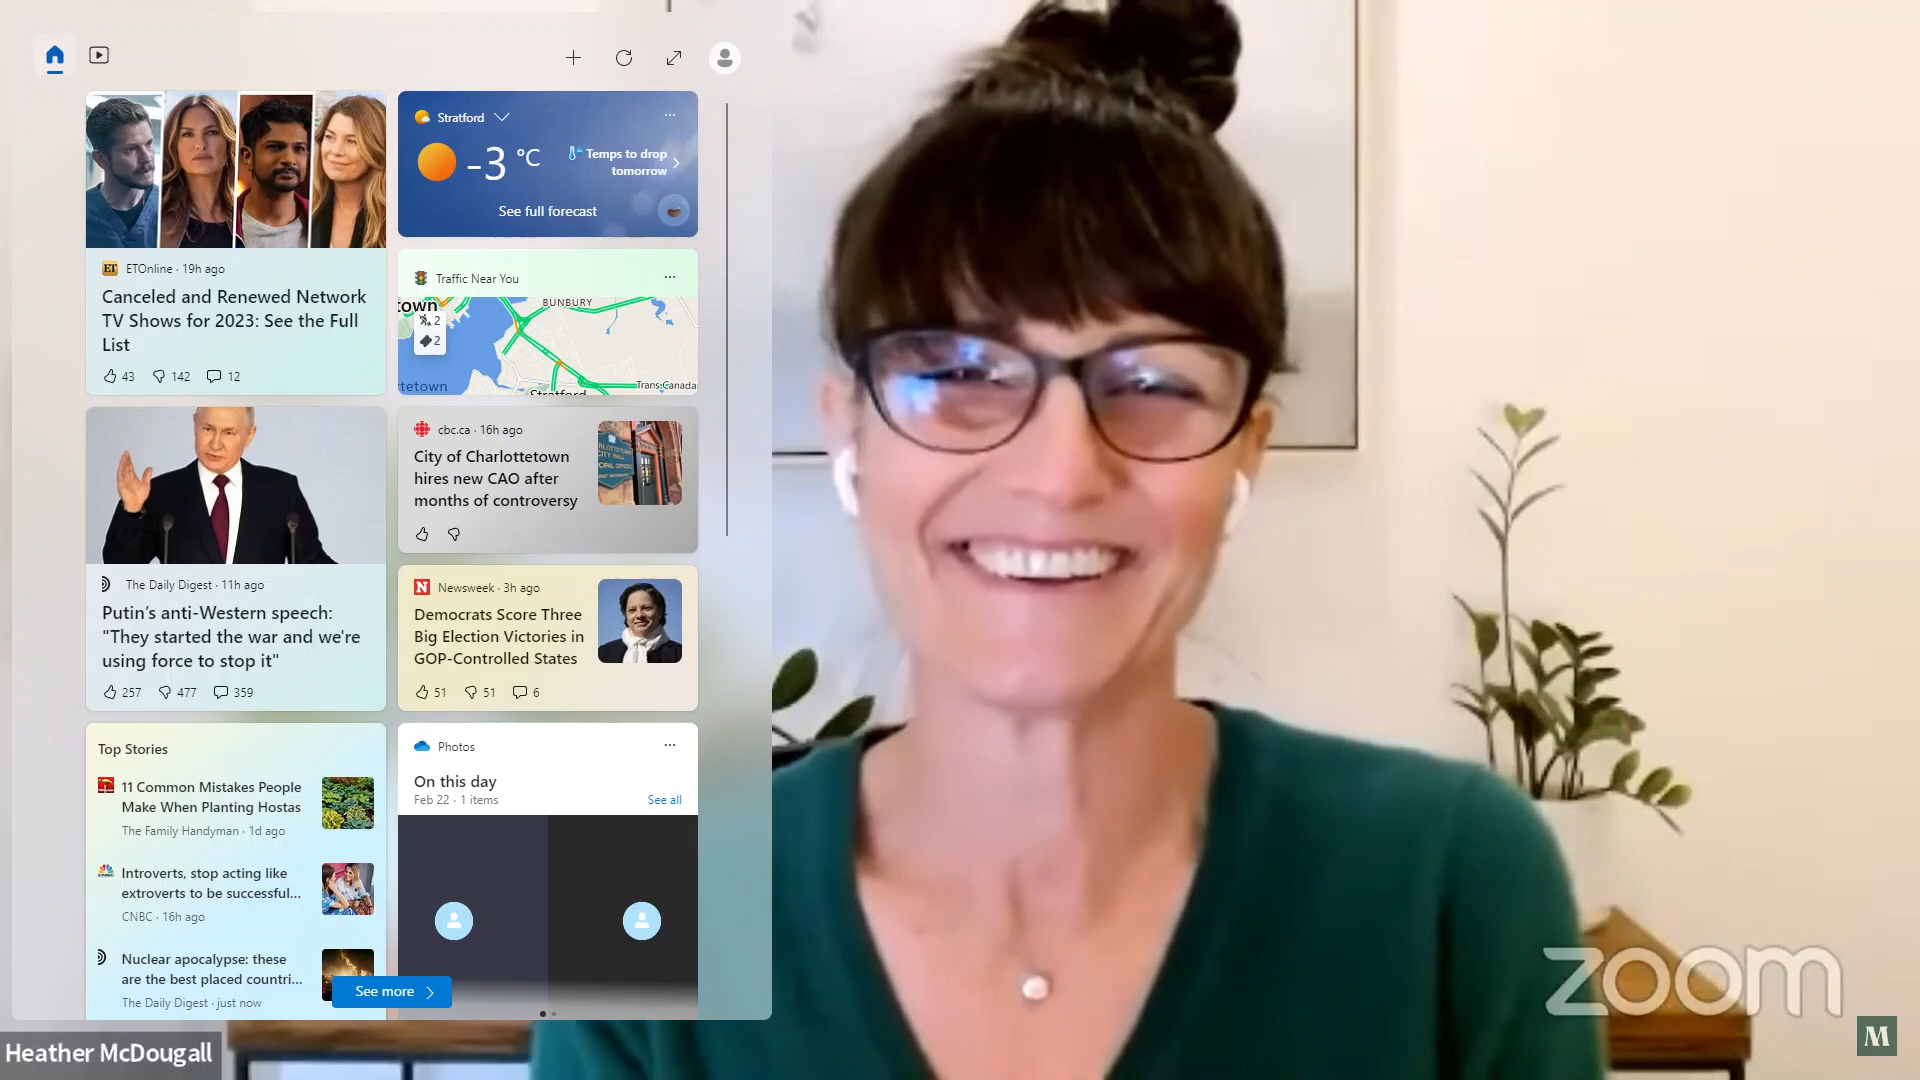 Stratford
-3 °C
Temps to drop
tomorrow
See full forecast
ET
ETOnline · 19h ago
Canceled and Renewed Network
TV Shows for 2023: See the Full
List
43 142 12
Traffic Near You
BUNBURY
town
2
2
tetown
Stratford
Trans-Canada
The Daily Digest · 11h ago
Putin's anti-Western speech:
"They started the war and we're
using force to stop it"
257 477 359
cbc.ca · 16h ago
City of Charlottetown
hires new CAO after
months of controversy
N
Newsweek · 3h ago
Democrats Score Three
Big Election Victories in
GOP-Controlled States
51 51 6
Top Stories
11 Common Mistakes People
Make When Planting Hostas
The Family Handyman · 1d ago
Introverts, stop acting like
extroverts to be successful...
CNBC · 16h ago
Nuclear apocalypse: these
are the best placed countri...
The Daily Digest · just now
See more
Photos
On this day
Feb 22 · 1 items
See all
Heather McDougall
zoom
M